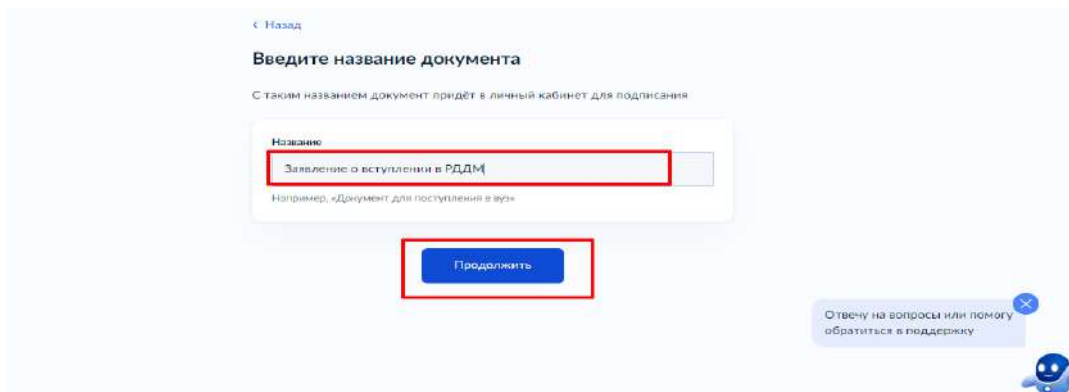 Назад
Введите название документа
С таким названием документ придёт в личный кабинет для подписания
Название
Заявление о вступлении в РДДМ
Например, «Документ для поступления в вуз»
Продолжить
Отвечу на вопросы или помогу
обратиться в поддержку